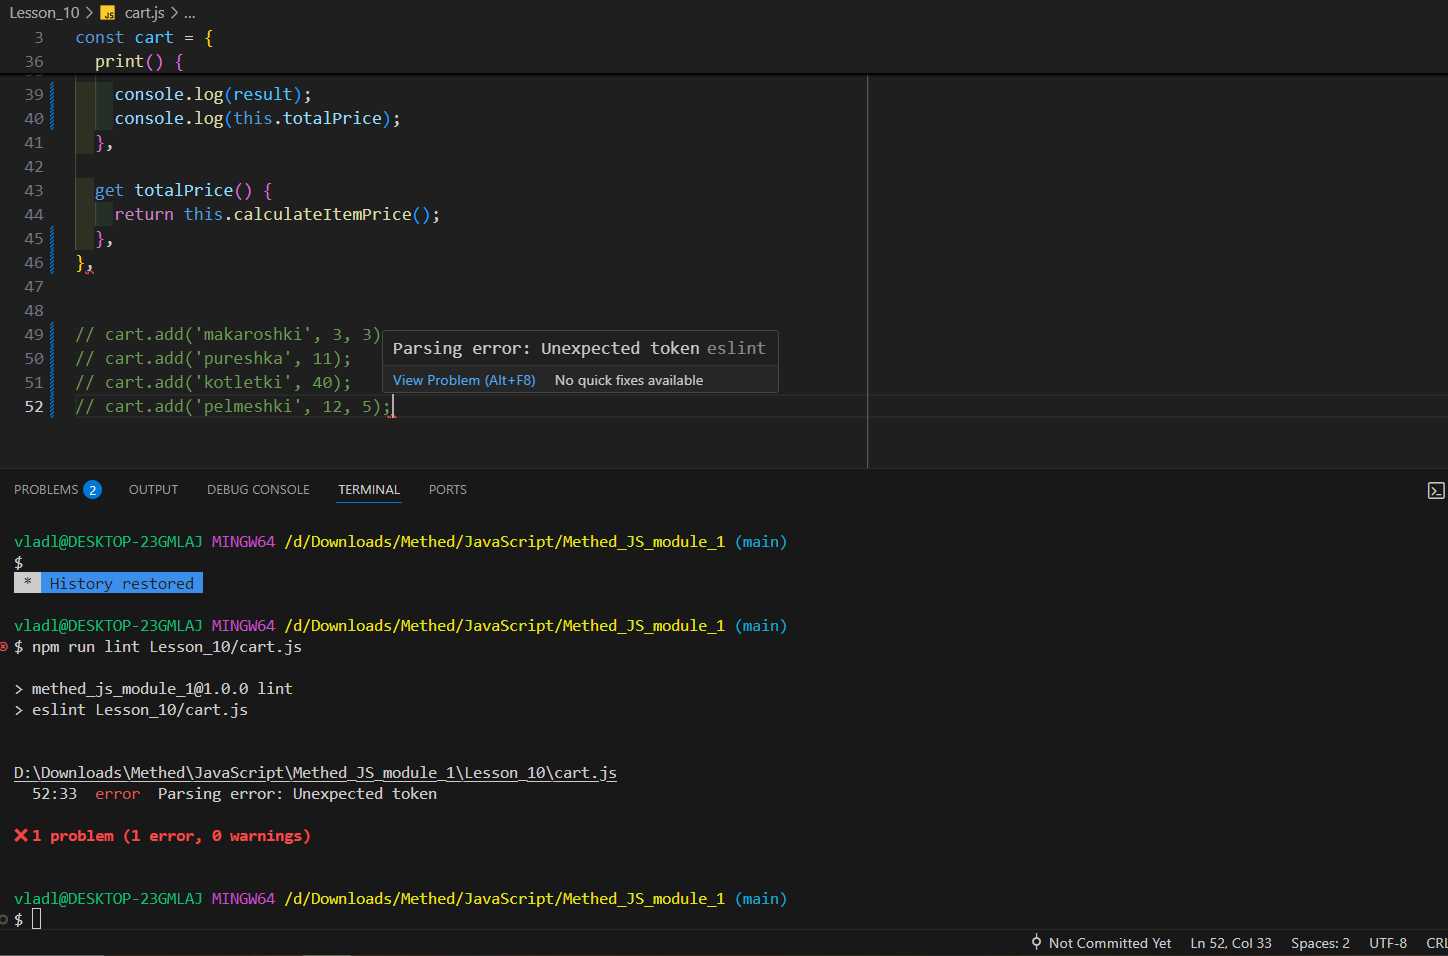 Lesson_10 > JS cart.js > ...
3 const cart = {
36 print() {
39 console.log(result);
40 console.log(this.totalPrice);
41 },
42
43 get totalPrice() {
44 return this.calculateItemPrice();
45 },
46 },
47
48
49 // cart.add('makaroshki', 3, 3)
50 // cart.add('pureshka', 11);
51 // cart.add('kotletki', 40);
52 // cart.add('pelmeshki', 12, 5);
Parsing error: Unexpected token eslint
View Problem (Alt+F8) No quick fixes available
PROBLEMS 2 OUTPUT DEBUG CONSOLE TERMINAL PORTS
vladl@DESKTOP-23GMLAJ MINGW64 /d/Downloads/Methed/JavaScript/Methed_JS_module_1 (main)
$
* History restored
vladl@DESKTOP-23GMLAJ MINGW64 /d/Downloads/Methed/JavaScript/Methed_JS_module_1 (main)
$ npm run lint Lesson_10/cart.js
> methed_js_module_1@1.0.0 lint
> eslint Lesson_10/cart.js
D:\Downloads\Methed\JavaScript\Methed_JS_module_1\Lesson_10\cart.js
52:33 error Parsing error: Unexpected token
❌ 1 problem (1 error, 0 warnings)
vladl@DESKTOP-23GMLAJ MINGW64 /d/Downloads/Methed/JavaScript/Methed_JS_module_1 (main)
$
Not Committed Yet Ln 52, Col 33 Spaces: 2 UTF-8 CRL